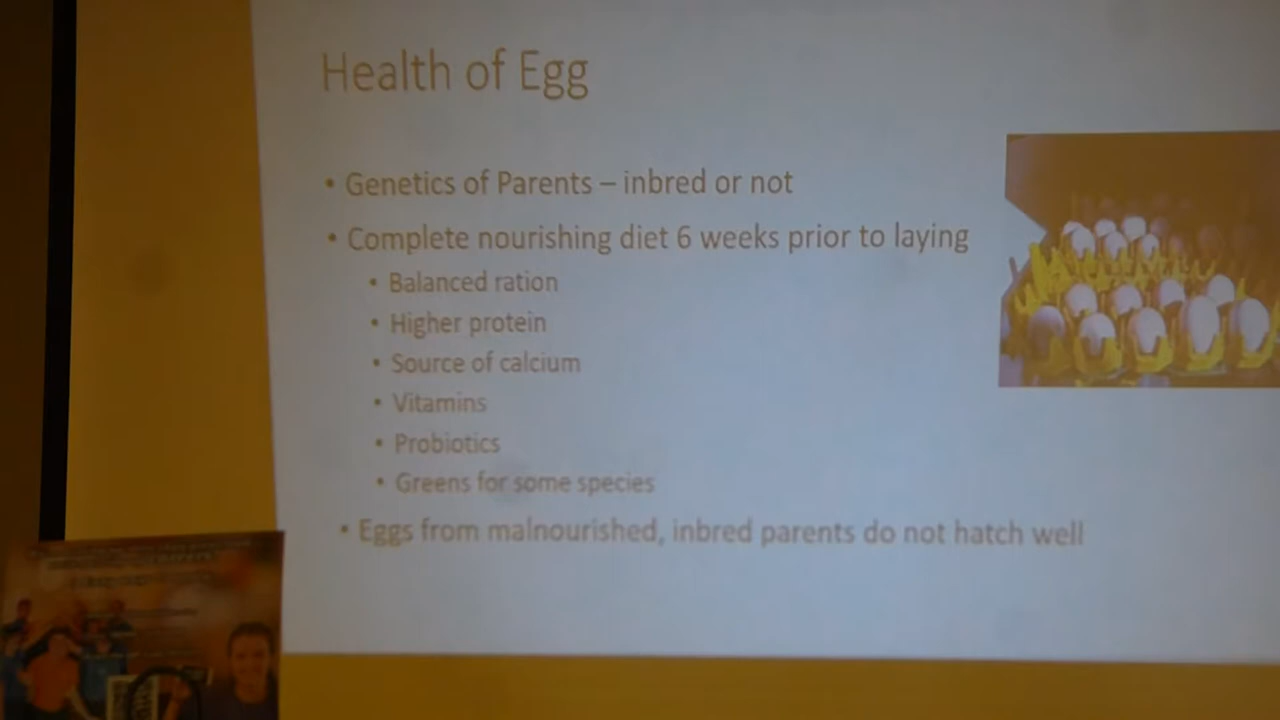 Health of Egg
• Genetics of Parents – inbred or not
• Complete nourishing diet 6 weeks prior to laying
• Balanced ration
• Higher protein
• Source of calcium
• Vitamins
• Probiotics
• Greens for some species
• Eggs from malnourished, inbred parents do not hatch well